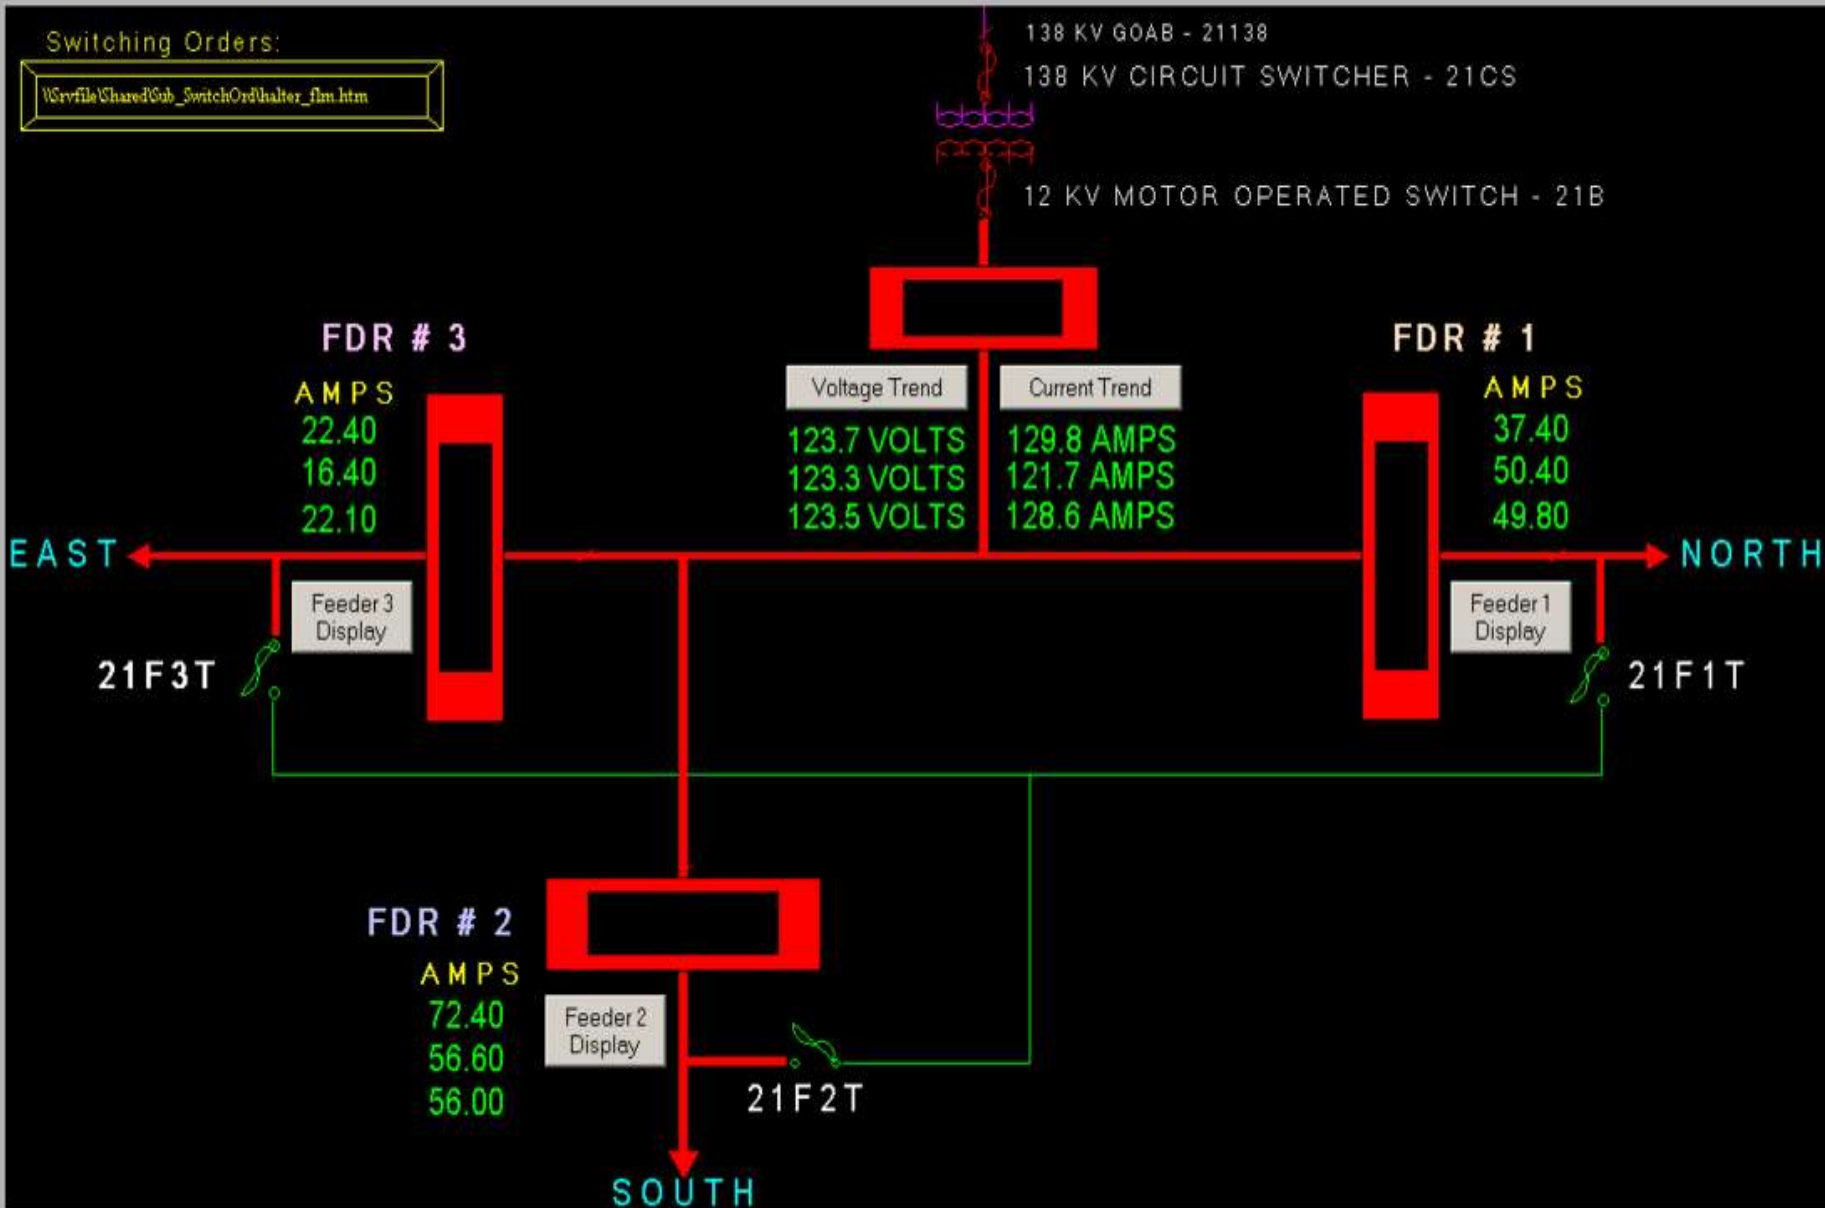 Switching Orders:
\\Srvfile\Shared\Sub_SwitchOrd\halter_flm.htm
138 KV GOAB - 21138
138 KV CIRCUIT SWITCHER - 21CS
12 KV MOTOR OPERATED SWITCH - 21B
FDR # 3
AMPS
22.40
16.40
22.10
Voltage Trend
123.7 VOLTS
123.3 VOLTS
123.5 VOLTS
Current Trend
129.8 AMPS
121.7 AMPS
128.6 AMPS
FDR # 1
AMPS
37.40
50.40
49.80
EAST
NORTH
Feeder 3
Display
Feeder 1
Display
21F3T
21F1T
FDR # 2
AMPS
72.40
56.60
56.00
Feeder 2
Display
21F2T
SOUTH